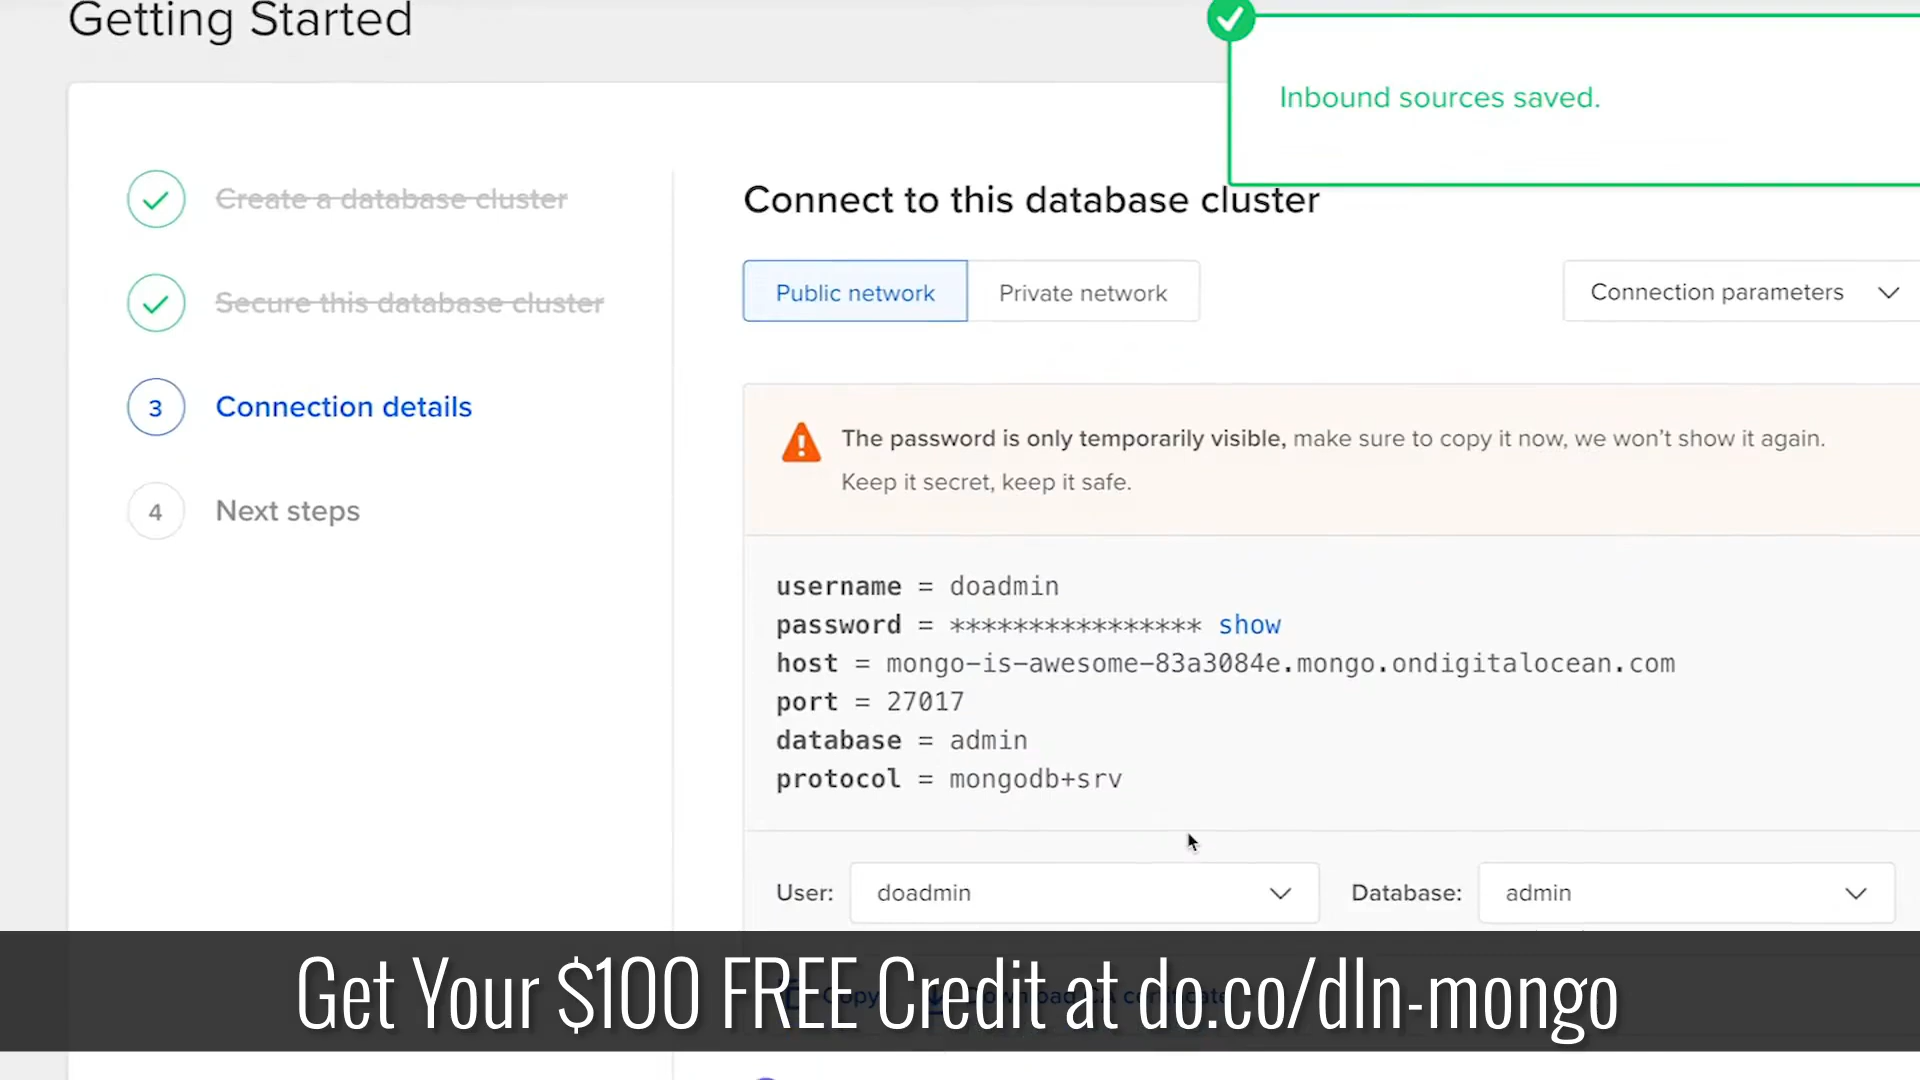 Getting Started
Inbound sources saved.
Create a database cluster
Secure this database cluster
3 Connection details
4 Next steps
Connect to this database cluster
Public network Private network Connection parameters
The password is only temporarily visible, make sure to copy it now, we won't show it again.
Keep it secret, keep it safe.
username = doadmin
password = **************** show
host = mongo-is-awesome-83a3084e.mongo.ondigitalocean.com
port = 27017
database = admin
protocol = mongodb+srv
User: doadmin Database: admin
Get Your $100 FREE Credit at do.co/dln-mongo